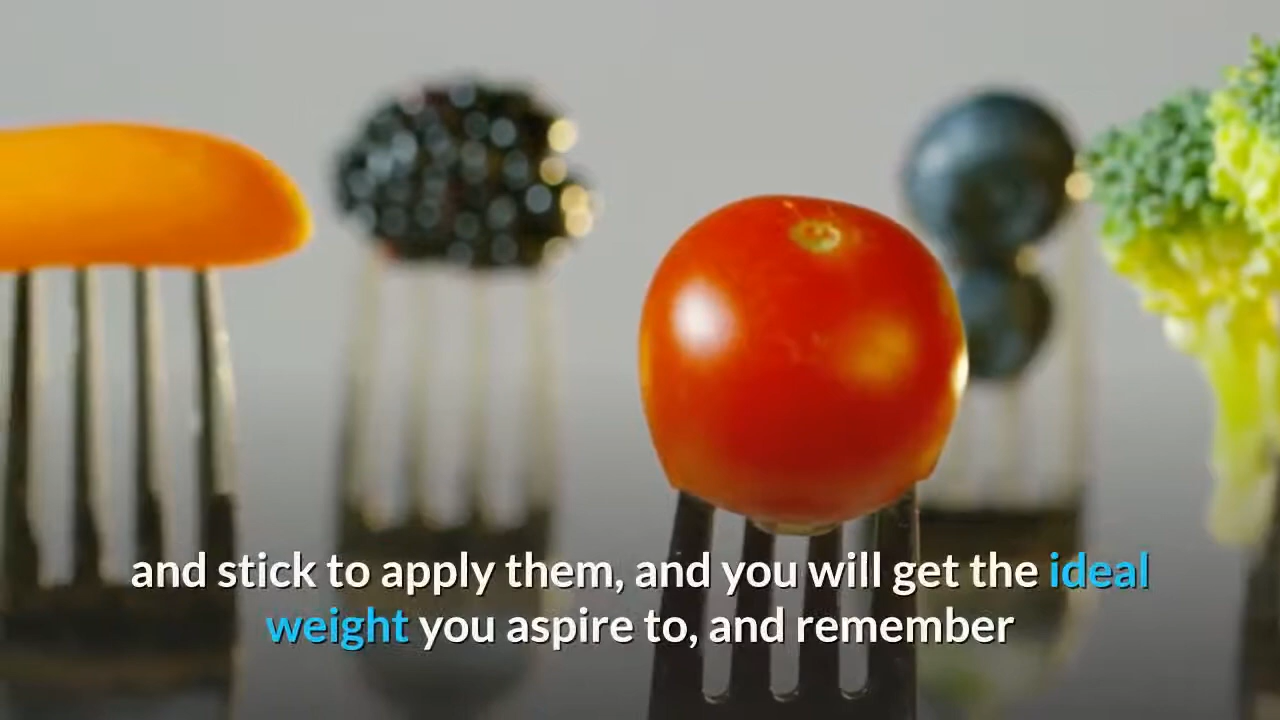 and stick to apply them, and you will get the ideal
weight you aspire to, and remember